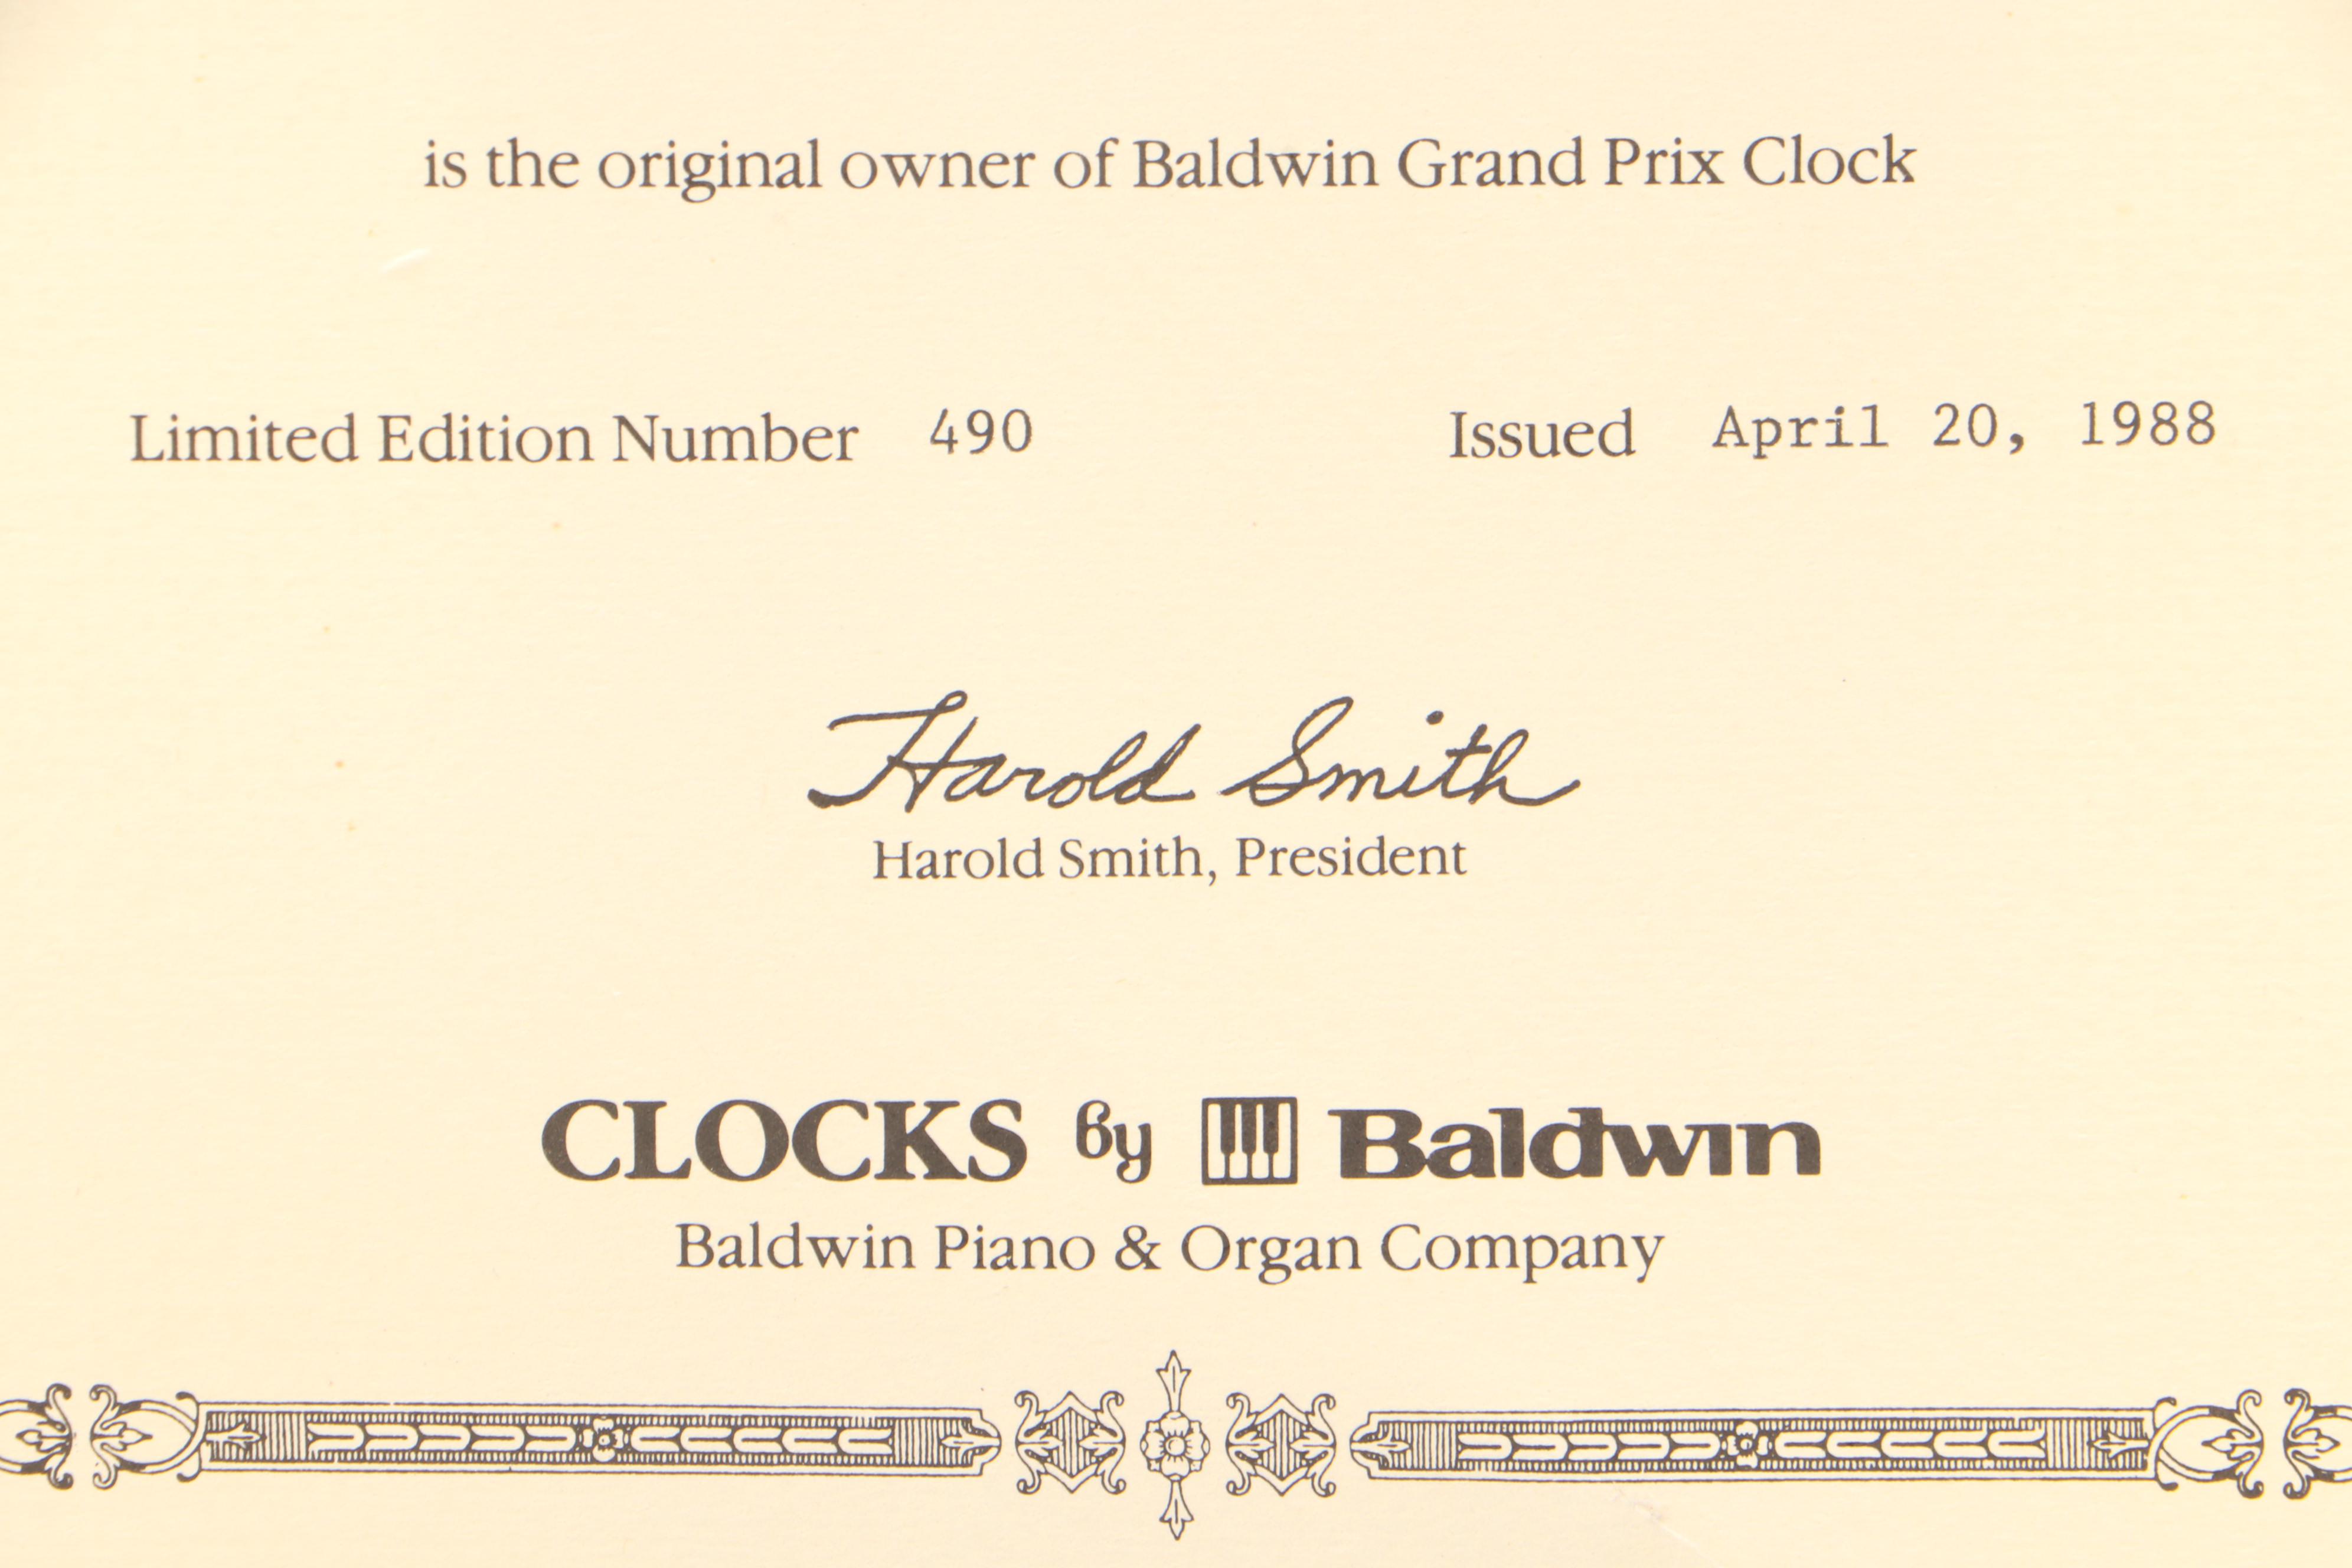 is the original owner of Baldwin Grand Prix Clock
Limited Edition Number 490 Issued April 20, 1988
Harold Smith
Harold Smith, President
CLOCKS by Baldwin
Baldwin Piano & Organ Company